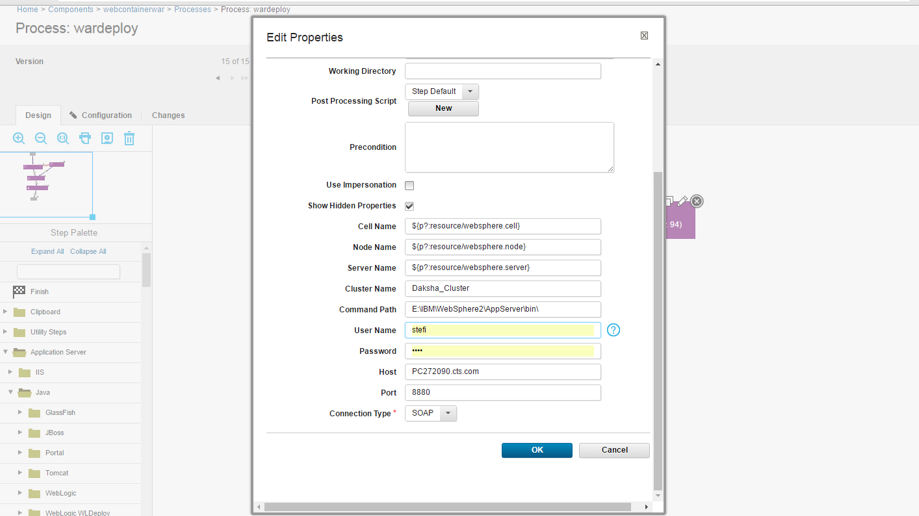 Home > Components > webcontainerwar > Processes > Process: wardeploy
Process: wardeploy
Version
15 of 15
Design
Configuration
Changes
Step Palette
Expand All Collapse All
Finish
Clipboard
Utility Steps
Application Server
IIS
Java
GlassFish
JBoss
Portal
Tomcat
WebLogic
WebLogic WLDeploy
Edit Properties
Working Directory
Post Processing Script Step Default
New
Precondition
Use Impersonation
Show Hidden Properties
Cell Name ${p?:resource/websphere.cell}
Node Name ${p?:resource/websphere.node}
Server Name ${p?:resource/websphere.server}
Cluster Name Daksha_Cluster
Command Path E:\IBM\WebSphere2\AppServer\bin\
User Name stefi ?
Password ••••
Host PC272090.cts.com
Port 8880
Connection Type * SOAP
OK Cancel
.94)